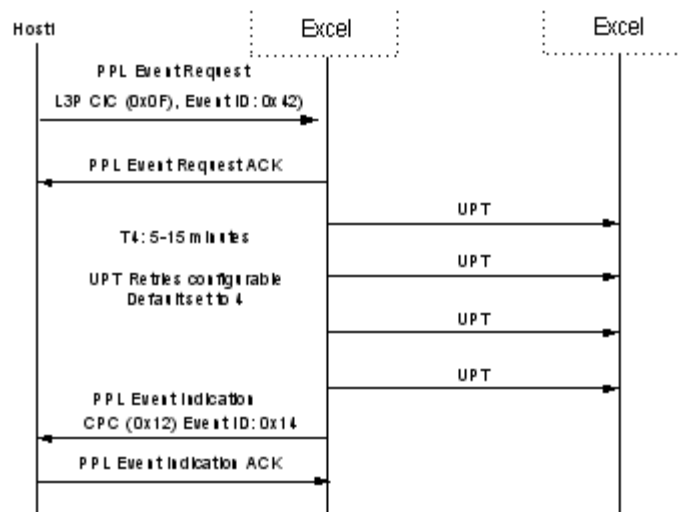 Host1
Excel
Excel
PPL Event Request
L3P CIC (0x0F), Event ID: 0x42)
PPL Event Request ACK
UPT
T4: 5-15 minutes
UPT
UPT Retries configurable
Default set to 4
UPT
UPT
PPL Event Indication
CPC (0x12) Event ID: 0x14
PPL Event Indication ACK